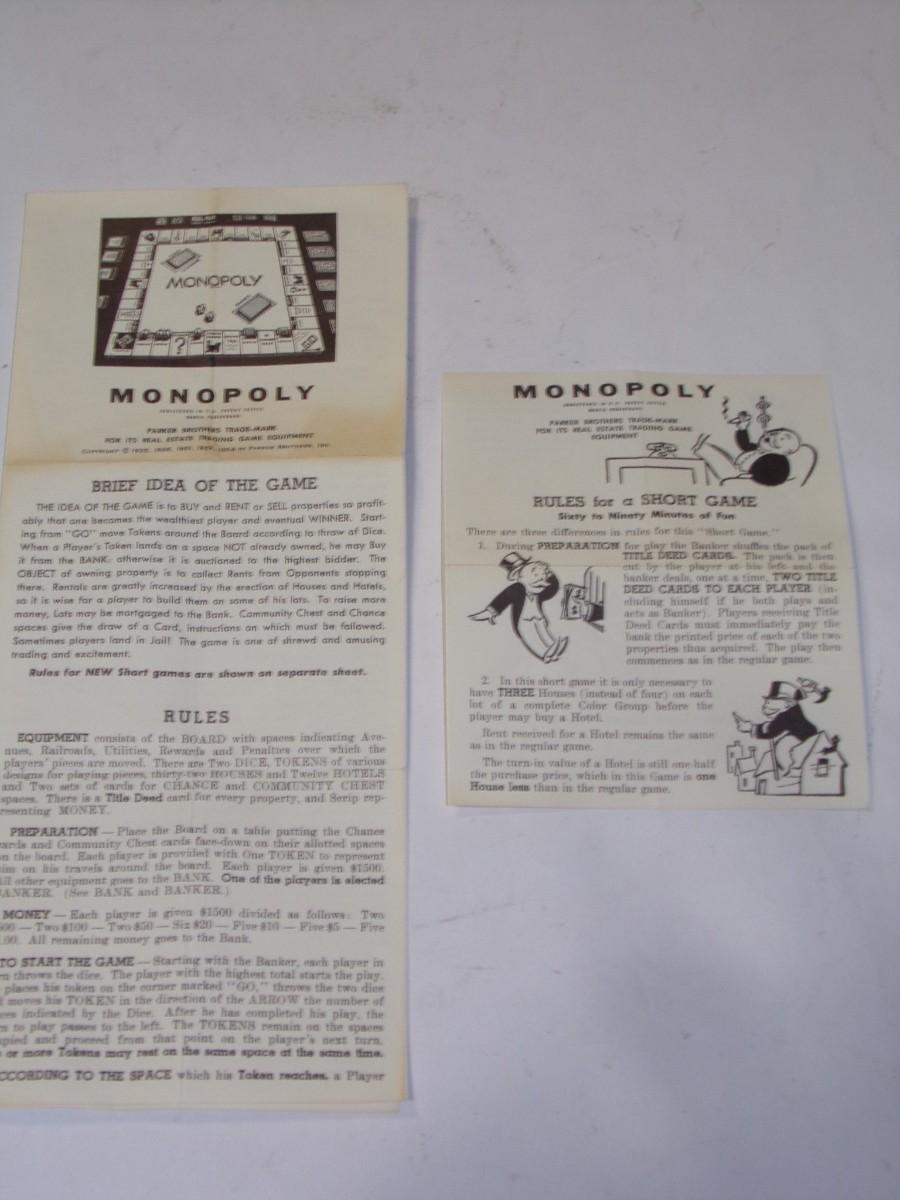 MONOPOLY
MONOPOLY
PARKER BROTHERS TRADE-MARK
FOR ITS REAL ESTATE TRADING GAME EQUIPMENT
BRIEF IDEA OF THE GAME
THE IDEA OF THE GAME is to BUY and RENT or SELL properties so profit-
ably that one becomes the wealthiest player and eventual WINNER. Start-
ing from "GO" move Tokens around the Board according to throw of Dice.
When a Player's Token lands on a space NOT already owned, he may Buy
it from the BANK: otherwise it is auctioned to the highest bidder. The
OBJECT of owning property is to collect Rents from Opponents stopping
there. Rentals are greatly increased by the erection of Houses and Hotels,
so it is wise for a player to build them on some of his lots. To raise more
money, Lots may be mortgaged to the Bank. Community Chest and Chance
spaces give the draw of a Card, instructions on which must be followed.
Sometimes players land in Jail! The game is one of shrewd and amusing
trading and excitement.
Rules for NEW Short games are shown on separate sheet.
RULES
EQUIPMENT consists of the BOARD with spaces indicating Ave-
nues, Railroads, Utilities, Rewards and Penalties over which the
players' pieces are moved. There are Two DICE, TOKENS of various
designs for playing pieces, thirty-two HOUSES and Twelve HOTELS
and Two sets of cards for CHANCE and COMMUNITY CHEST
spaces. There is a Title Deed card for every property, and Scrip rep-
resenting MONEY.
PREPARATION — Place the Board on a table putting the Chance
ards and Community Chest cards face-down on their allotted spaces
on the board. Each player is provided with One TOKEN to represent
im on his travels around the board. Each player is given $1500.
All other equipment goes to the BANK. One of the players is elected
BANKER. (See BANK and BANKER.)
MONEY — Each player is given $1500 divided as follows: Two
00 — Two $100 — Two $50 — Six $20 — Five $10 — Five $5 — Five
.00. All remaining money goes to the Bank.
TO START THE GAME — Starting with the Banker, each player in
n throws the dice. The player with the highest total starts the play.
places his token on the corner marked "GO," throws the two dice
moves his TOKEN in the direction of the ARROW the number of
ces indicated by the Dice. After he has completed his play, the
n to play passes to the left. The TOKENS remain on the spaces
upied and proceed from that point on the player's next turn.
or more Tokens may rest on the same space at the same time.
CCORDING TO THE SPACE which his Token reaches, a Player
MONOPOLY
PARKER BROTHERS TRADE-MARK
FOR ITS REAL ESTATE TRADING GAME
EQUIPMENT
RULES for a SHORT GAME
Sixty to Ninety Minutes of Fun
There are three differences in rules for this "Short Game."
1. During PREPARATION for play the Banker shuffles the pack of
TITLE DEED CARDS. The pack is then
cut by the player at his left and the
banker deals, one at a time, TWO TITLE
DEED CARDS TO EACH PLAYER (in-
cluding himself if he both plays and
acts as Banker). Players receiving Title
Deed Cards must immediately pay the
bank the printed price of each of the two
properties thus acquired. The play then
commences as in the regular game.
2. In this short game it is only necessary to
have THREE Houses (instead of four) on each
lot of a complete Color Group before the
player may buy a Hotel.
Rent received for a Hotel remains the same
as in the regular game.
The turn-in value of a Hotel is still one-half
the purchase price, which in this Game is one
House less than in the regular game.